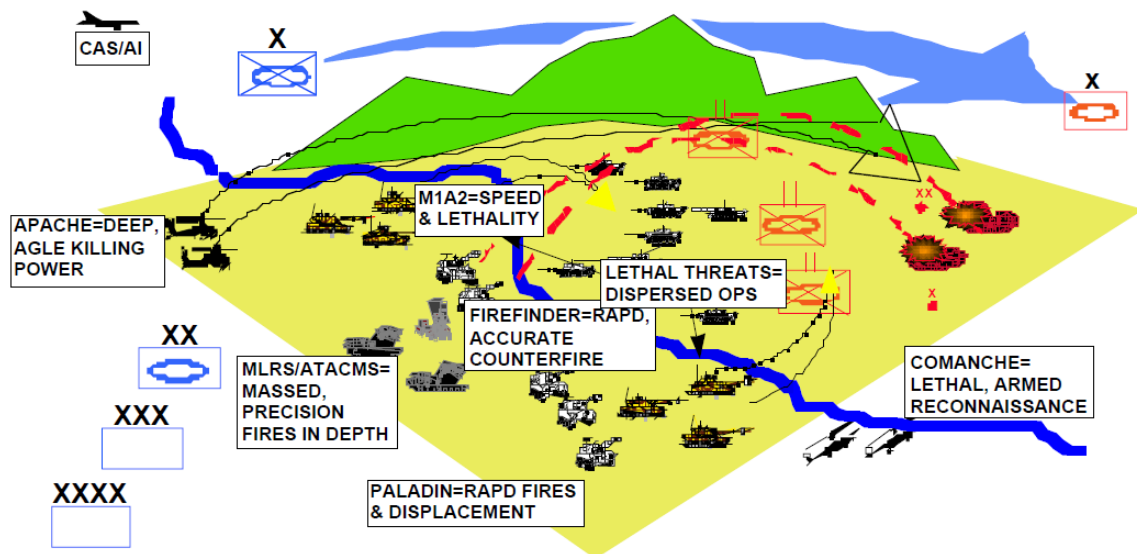 CAS/AI
X
X
M1A2=SPEED
& LETHALITY
XX
APACHE=DEEP,
AGLE KILLING
POWER
LETHAL THREATS=
DISPERSED OPS
X
FIREFINDER=RAPD,
ACCURATE
COUNTERFIRE
XX
MLRS/ATACMS=
MASSED,
PRECISION
FIRES IN DEPTH
COMANCHE=
LETHAL, ARMED
RECONNAISSANCE
XXX
PALADIN=RAPD FIRES
& DISPLACEMENT
XXXX